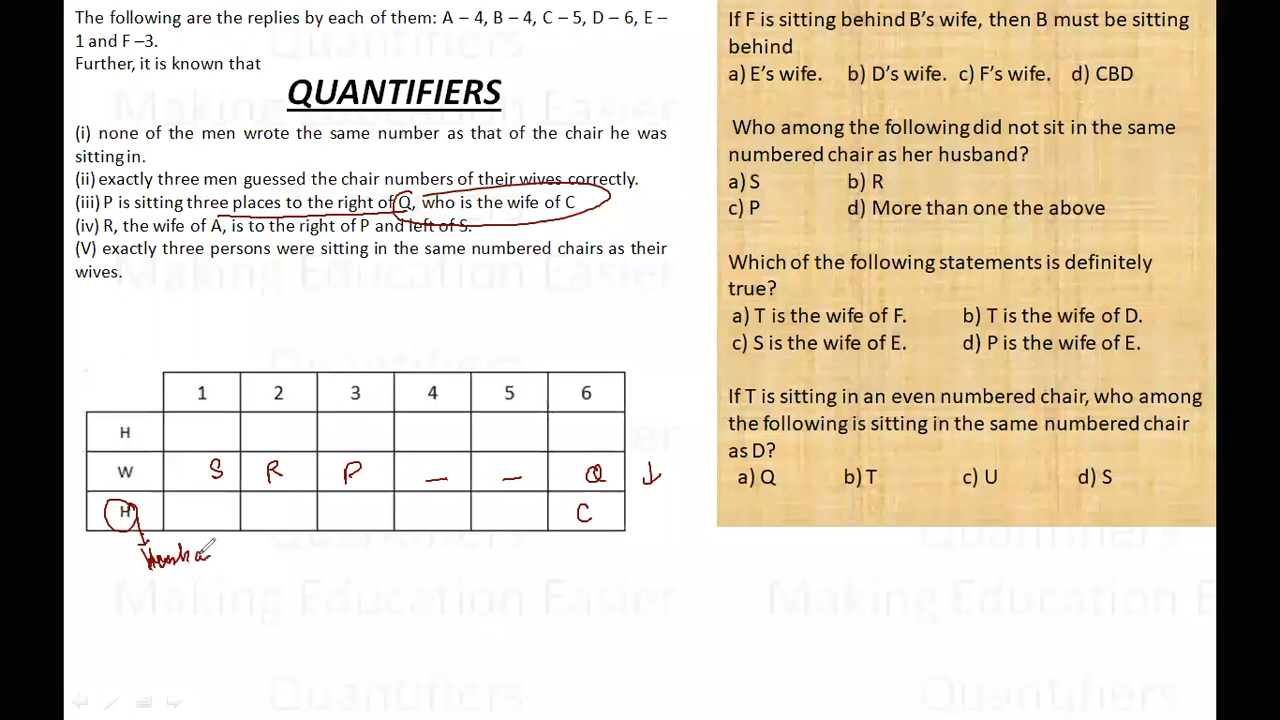 The following are the replies by each of them: A – 4, B – 4, C – 5, D – 6, E –
1 and F –3.
Further, it is known that
QUANTIFIERS
(i) none of the men wrote the same number as that of the chair he was
sitting in.
(ii) exactly three men guessed the chair numbers of their wives correctly.
(iii) P is sitting three places to the right of Q, who is the wife of C
(iv) R, the wife of A, is to the right of P and left of S.
(V) exactly three persons were sitting in the same numbered chairs as their
wives.
1 2 3 4 5 6
H
W S R P _ _ Q ↓
H C
If F is sitting behind B’s wife, then B must be sitting
behind
a) E’s wife. b) D’s wife. c) F’s wife. d) CBD
Who among the following did not sit in the same
numbered chair as her husband?
a) S b) R
c) P d) More than one the above
Which of the following statements is definitely
true?
a) T is the wife of F. b) T is the wife of D.
c) S is the wife of E. d) P is the wife of E.
If T is sitting in an even numbered chair, who among
the following is sitting in the same numbered chair
as D?
a) Q b) T c) U d) S
Quantifiers
Making Education Easier
Quantifiers